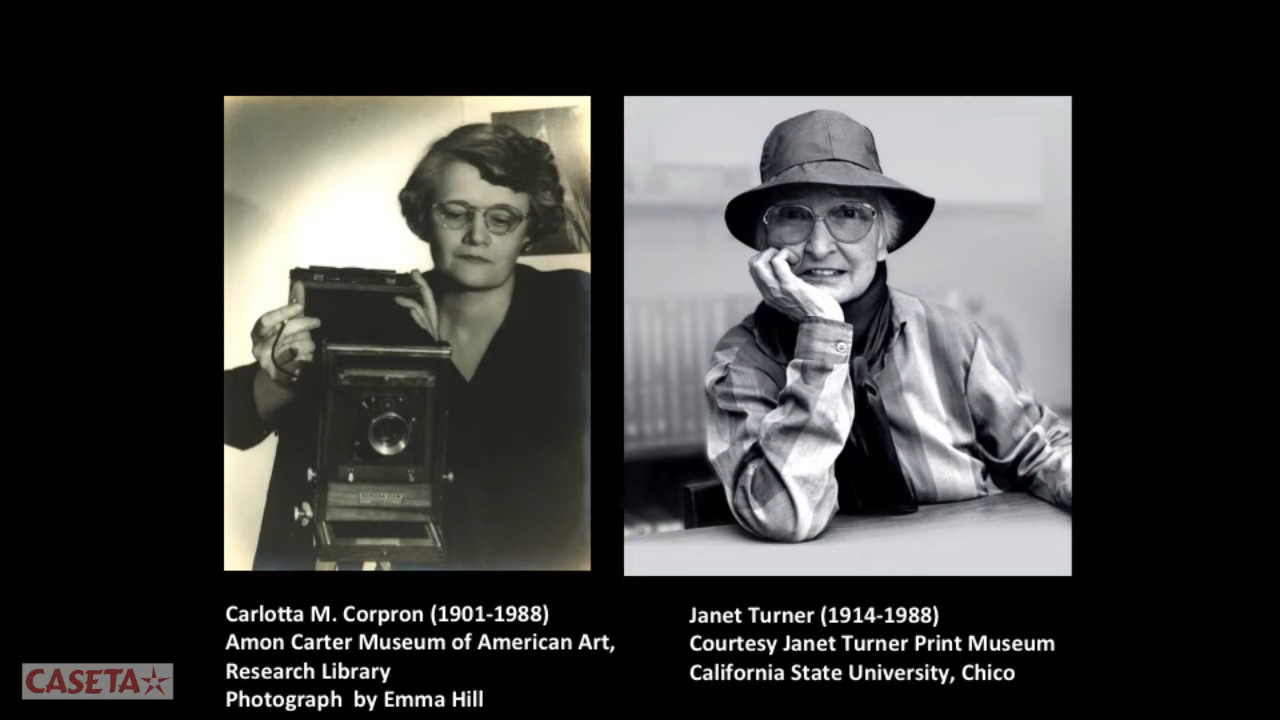 Carlotta M. Corpron (1901-1988)
Amon Carter Museum of American Art,
Research Library
Photograph by Emma Hill
Janet Turner (1914-1988)
Courtesy Janet Turner Print Museum
California State University, Chico
CASETA